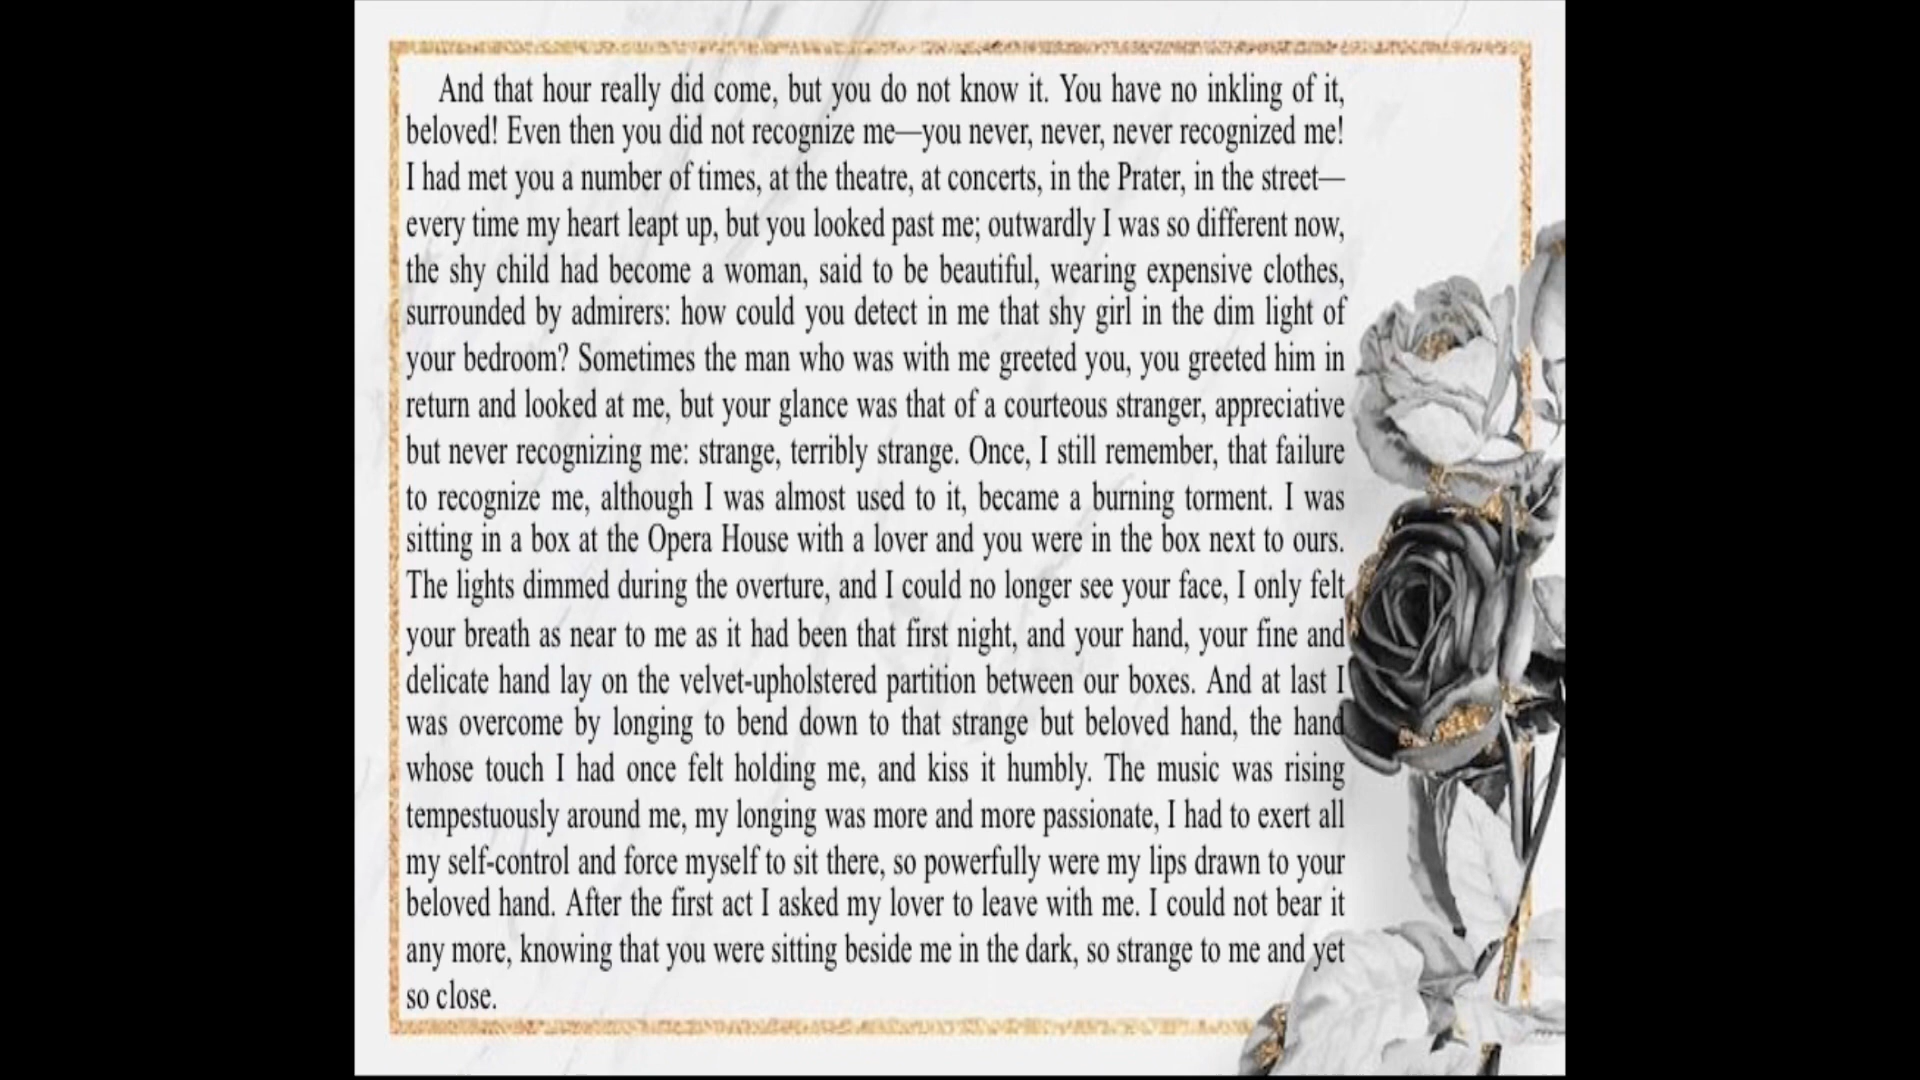 And that hour really did come, but you do not know it. You have no inkling of it,
beloved! Even then you did not recognize me—you never, never, never recognized me!
I had met you a number of times, at the theatre, at concerts, in the Prater, in the street—
every time my heart leapt up, but you looked past me; outwardly I was so different now,
the shy child had become a woman, said to be beautiful, wearing expensive clothes,
surrounded by admirers: how could you detect in me that shy girl in the dim light of
your bedroom? Sometimes the man who was with me greeted you, you greeted him in
return and looked at me, but your glance was that of a courteous stranger, appreciative
but never recognizing me: strange, terribly strange. Once, I still remember, that failure
to recognize me, although I was almost used to it, became a burning torment. I was
sitting in a box at the Opera House with a lover and you were in the box next to ours.
The lights dimmed during the overture, and I could no longer see your face, I only felt
your breath as near to me as it had been that first night, and your hand, your fine and
delicate hand lay on the velvet-upholstered partition between our boxes. And at last I
was overcome by longing to bend down to that strange but beloved hand, the hand
whose touch I had once felt holding me, and kiss it humbly. The music was rising
tempestuously around me, my longing was more and more passionate, I had to exert all
my self-control and force myself to sit there, so powerfully were my lips drawn to your
beloved hand. After the first act I asked my lover to leave with me. I could not bear it
any more, knowing that you were sitting beside me in the dark, so strange to me and yet
so close.